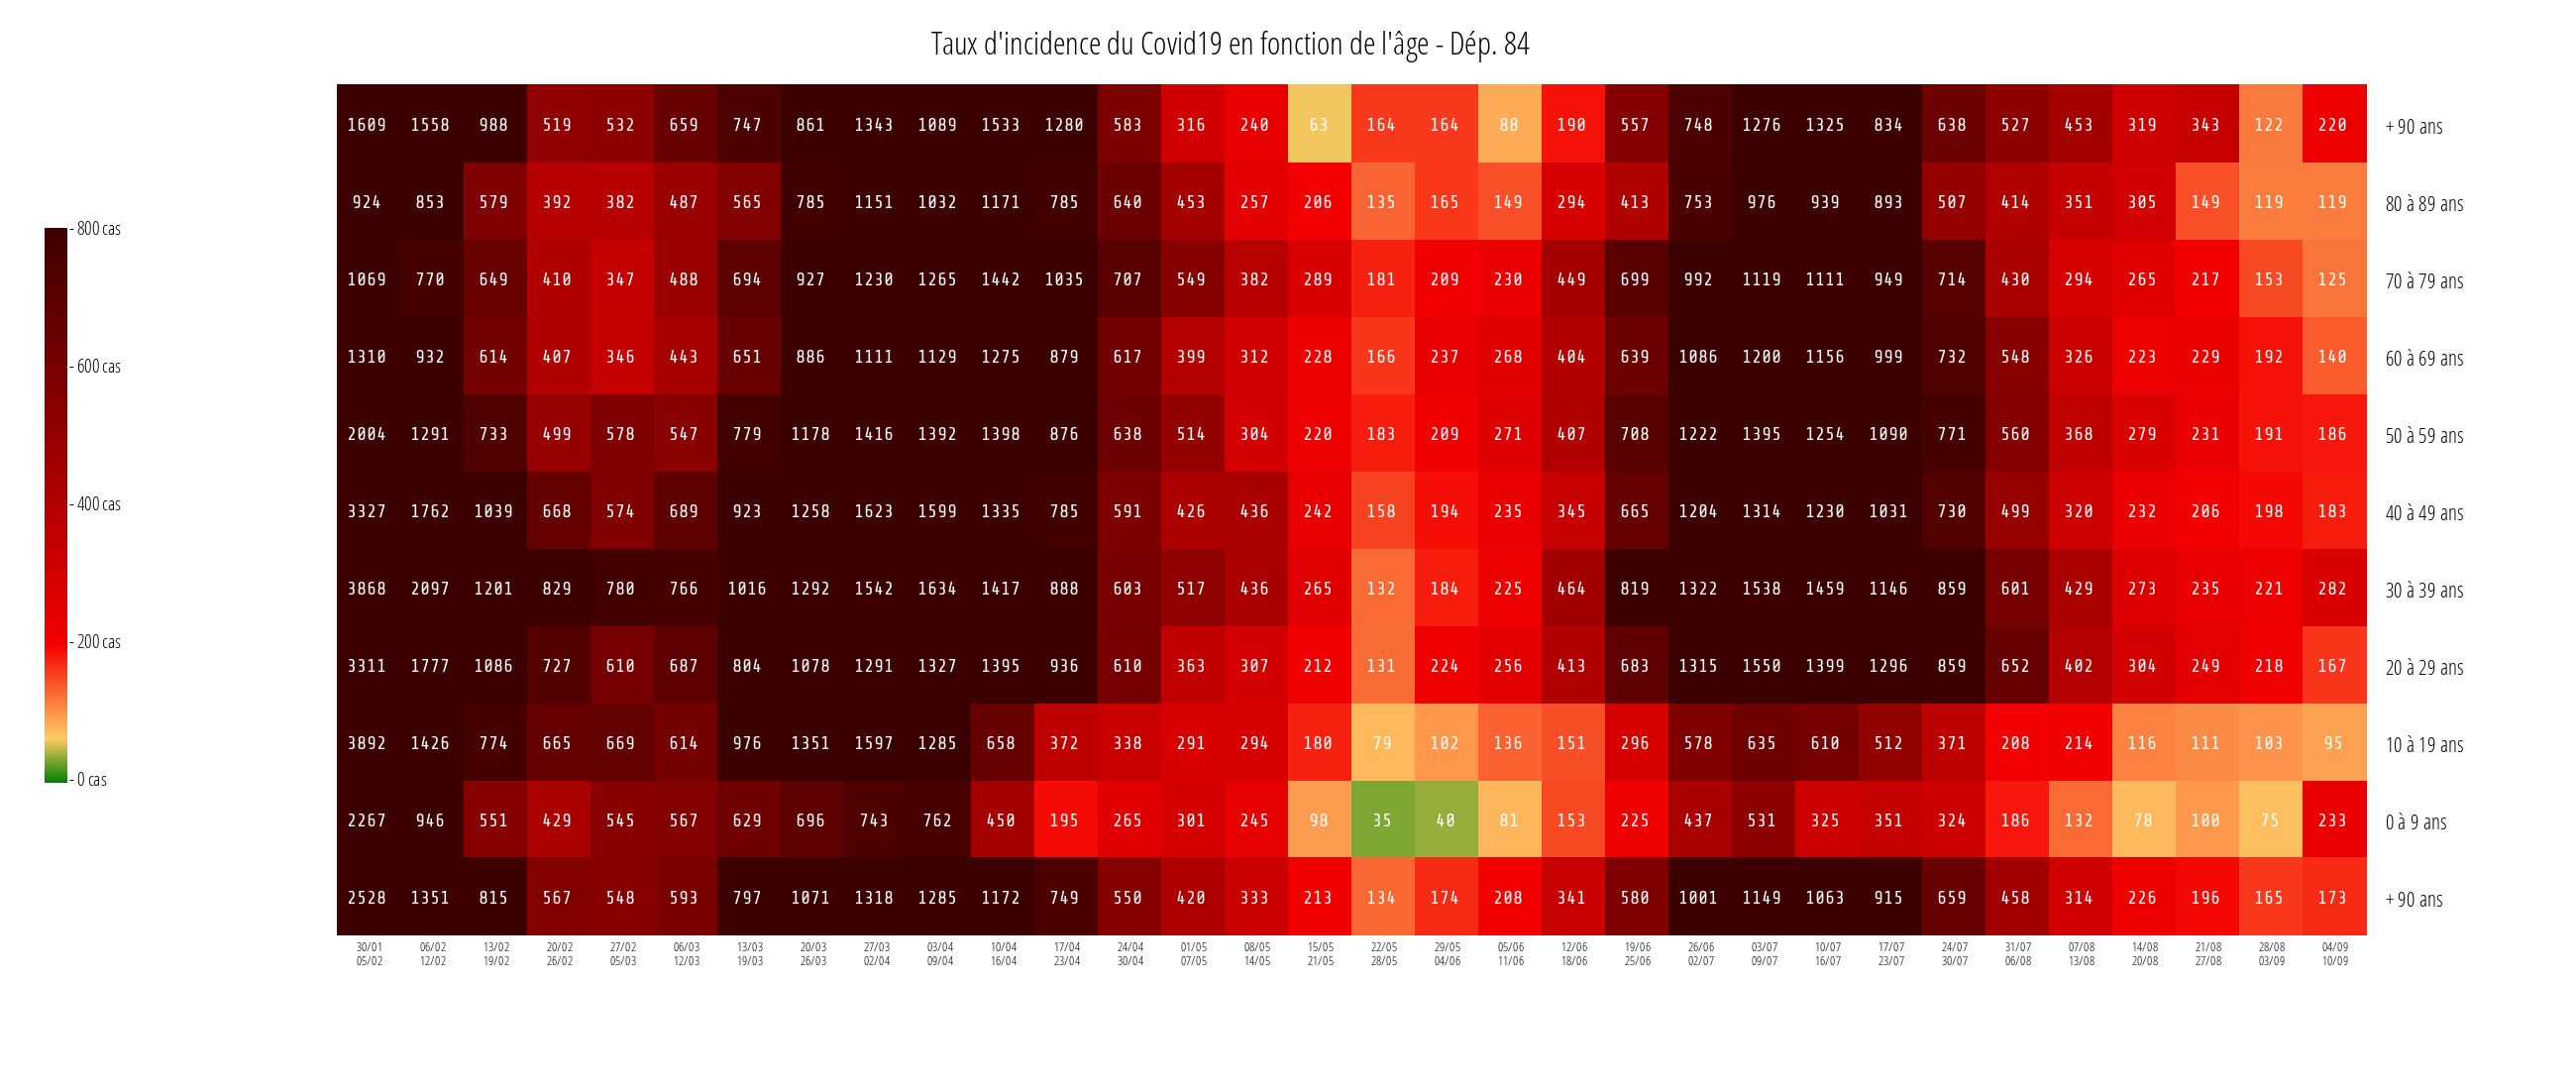 Taux d'incidence du Covid19 en fonction de l'âge - Dép. 84
1609 1558 988 519 532 659 747 861 1343 1089 1533 1280 583 316 240 63 164 164 88 190 557 748 1276 1325 834 638 527 453 319 343 122 220 + 90 ans
924 853 579 392 382 487 565 785 1151 1032 1171 785 640 453 257 206 135 165 149 294 413 753 976 939 893 507 414 351 305 149 119 119 80 à 89 ans
1069 770 649 410 347 488 694 927 1230 1265 1442 1035 707 549 382 289 181 209 230 449 699 992 1119 1111 949 714 430 294 265 217 153 125 70 à 79 ans
1310 932 614 407 346 443 651 886 1111 1129 1275 879 617 399 312 228 166 237 268 404 639 1086 1200 1156 999 732 548 326 223 229 192 140 60 à 69 ans
2004 1291 733 499 578 547 779 1178 1416 1392 1398 876 638 514 304 220 183 209 271 407 708 1222 1395 1254 1090 771 560 368 279 231 191 186 50 à 59 ans
3327 1762 1039 668 574 689 923 1258 1623 1599 1335 785 591 426 436 242 158 194 235 345 665 1204 1314 1230 1031 730 499 320 232 206 198 183 40 à 49 ans
3868 2097 1201 829 780 766 1016 1292 1542 1634 1417 888 603 517 436 265 132 184 225 464 819 1322 1538 1459 1146 859 601 429 273 235 221 282 30 à 39 ans
3311 1777 1086 727 610 687 804 1078 1291 1327 1395 936 610 363 307 212 131 224 256 413 683 1315 1550 1399 1296 859 652 402 304 249 218 167 20 à 29 ans
3892 1426 774 665 669 614 976 1351 1597 1285 658 372 338 291 294 180 79 102 136 151 296 578 635 610 512 371 208 214 116 111 103 95 10 à 19 ans
2267 946 551 429 545 567 629 696 743 762 450 195 265 301 245 98 35 40 81 153 225 437 531 325 351 324 186 132 78 100 75 233 0 à 9 ans
2528 1351 815 567 548 593 797 1071 1318 1285 1172 749 550 420 333 213 134 174 208 341 580 1001 1149 1063 915 659 458 314 226 196 165 173 + 90 ans
30/01 06/02 13/02 20/02 27/02 06/03 13/03 20/03 27/03 03/04 10/04 17/04 24/04 01/05 08/05 15/05 22/05 29/05 05/06 12/06 19/06 26/06 03/07 10/07 17/07 24/07 31/07 07/08 14/08 21/08 28/08 04/09
05/02 12/02 19/02 26/02 05/03 12/03 19/03 26/03 02/04 09/04 16/04 23/04 30/04 07/05 14/05 21/05 28/05 04/06 11/06 18/06 25/06 02/07 09/07 16/07 23/07 30/07 06/08 13/08 20/08 27/08 03/09 10/09
- 800 cas
- 600 cas
- 400 cas
- 200 cas
- 0 cas